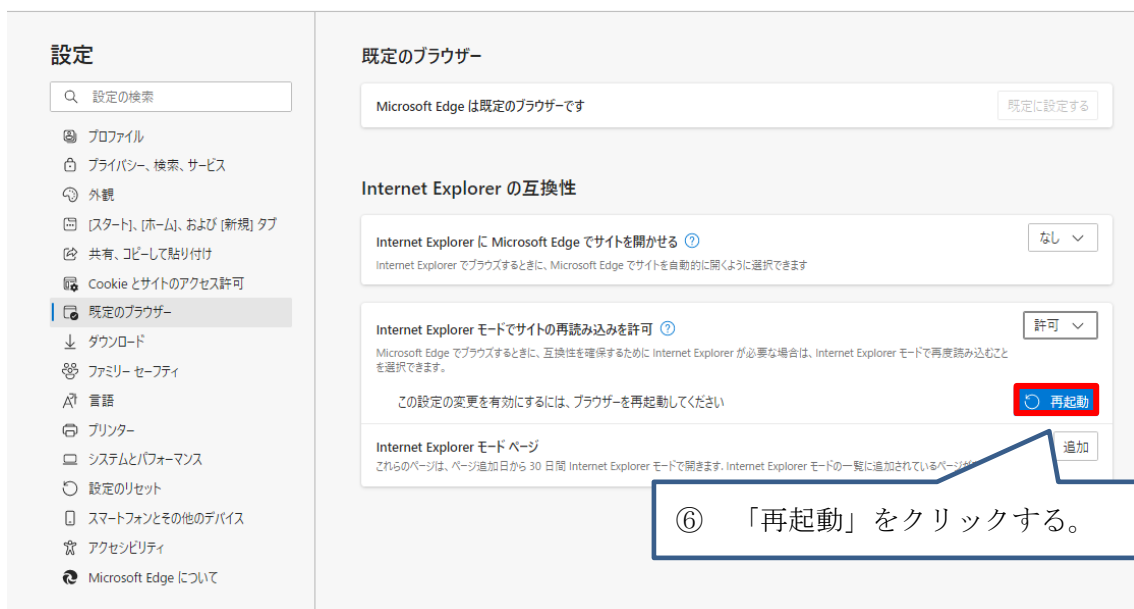 設定
設定の検索
プロファイル
プライバシー、検索、サービス
外観
[スタート]、[ホーム]、および [新規] タブ
共有、コピーして貼り付け
Cookie とサイトのアクセス許可
既定のブラウザー
ダウンロード
ファミリー セーフティ
言語
プリンター
システムとパフォーマンス
設定のリセット
スマートフォンとその他のデバイス
アクセシビリティ
Microsoft Edge について
既定のブラウザー
Microsoft Edge は既定のブラウザーです
既定に設定する
Internet Explorer の互換性
Internet Explorer に Microsoft Edge でサイトを開かせる
なし
Internet Explorer でブラウズするときに、Microsoft Edge でサイトを自動的に開くように選択できます
Internet Explorer モードでサイトの再読み込みを許可
許可
Microsoft Edge でブラウズするときに、互換性を確保するために Internet Explorer が必要な場合は、Internet Explorer モードで再度読み込むこと
を選択できます。
この設定の変更を有効にするには、ブラウザーを再起動してください
再起動
Internet Explorer モード ページ
追加
これらのページは、ページ追加日から 30 日間 Internet Explorer モードで開きます. Internet Explorer モードの一覧に追加されているページが
⑥ 「再起動」をクリックする。